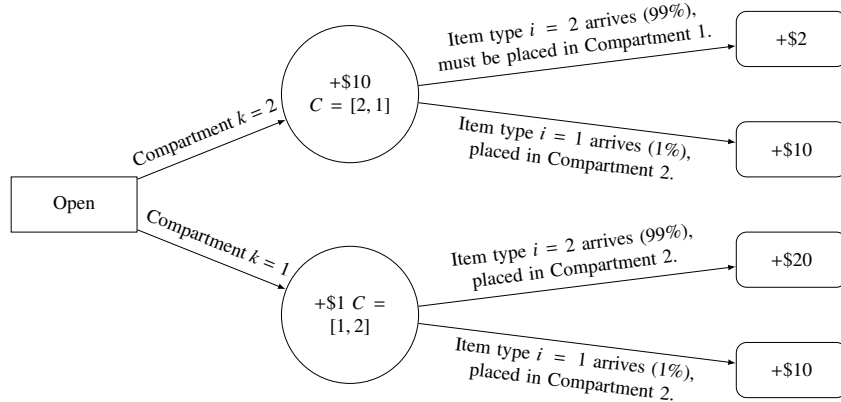 Open
Compartment k = 2
Compartment k = 1
+$10
C = [2, 1]
+$1 C =
[1, 2]
Item type i = 2 arrives (99%),
must be placed in Compartment 1.
Item type i = 1 arrives (1%),
placed in Compartment 2.
Item type i = 2 arrives (99%),
placed in Compartment 2.
Item type i = 1 arrives (1%),
placed in Compartment 2.
+$2
+$10
+$20
+$10